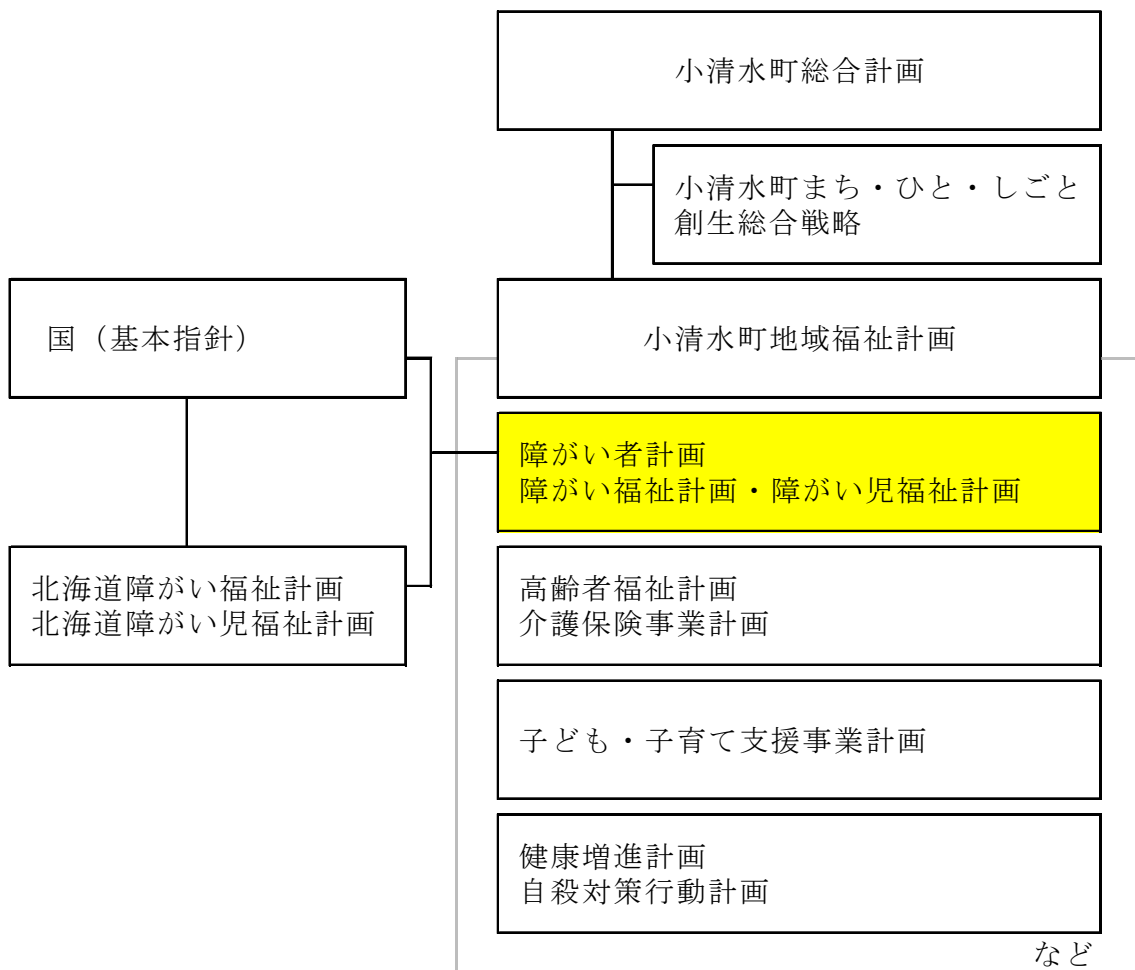 小清水町総合計画
小清水町まち・ひと・しごと
創生総合戦略
国（基本指針）
小清水町地域福祉計画
障がい者計画
障がい福祉計画・障がい児福祉計画
北海道障がい福祉計画
北海道障がい児福祉計画
高齢者福祉計画
介護保険事業計画
子ども・子育て支援事業計画
健康増進計画
自殺対策行動計画
など